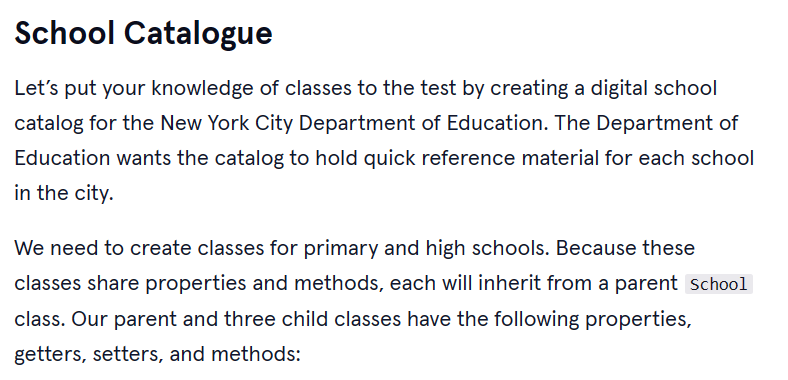 School Catalogue
Let’s put your knowledge of classes to the test by creating a digital school
catalog for the New York City Department of Education. The Department of
Education wants the catalog to hold quick reference material for each school
in the city.
We need to create classes for primary and high schools. Because these
classes share properties and methods, each will inherit from a parent School
class. Our parent and three child classes have the following properties,
getters, setters, and methods: